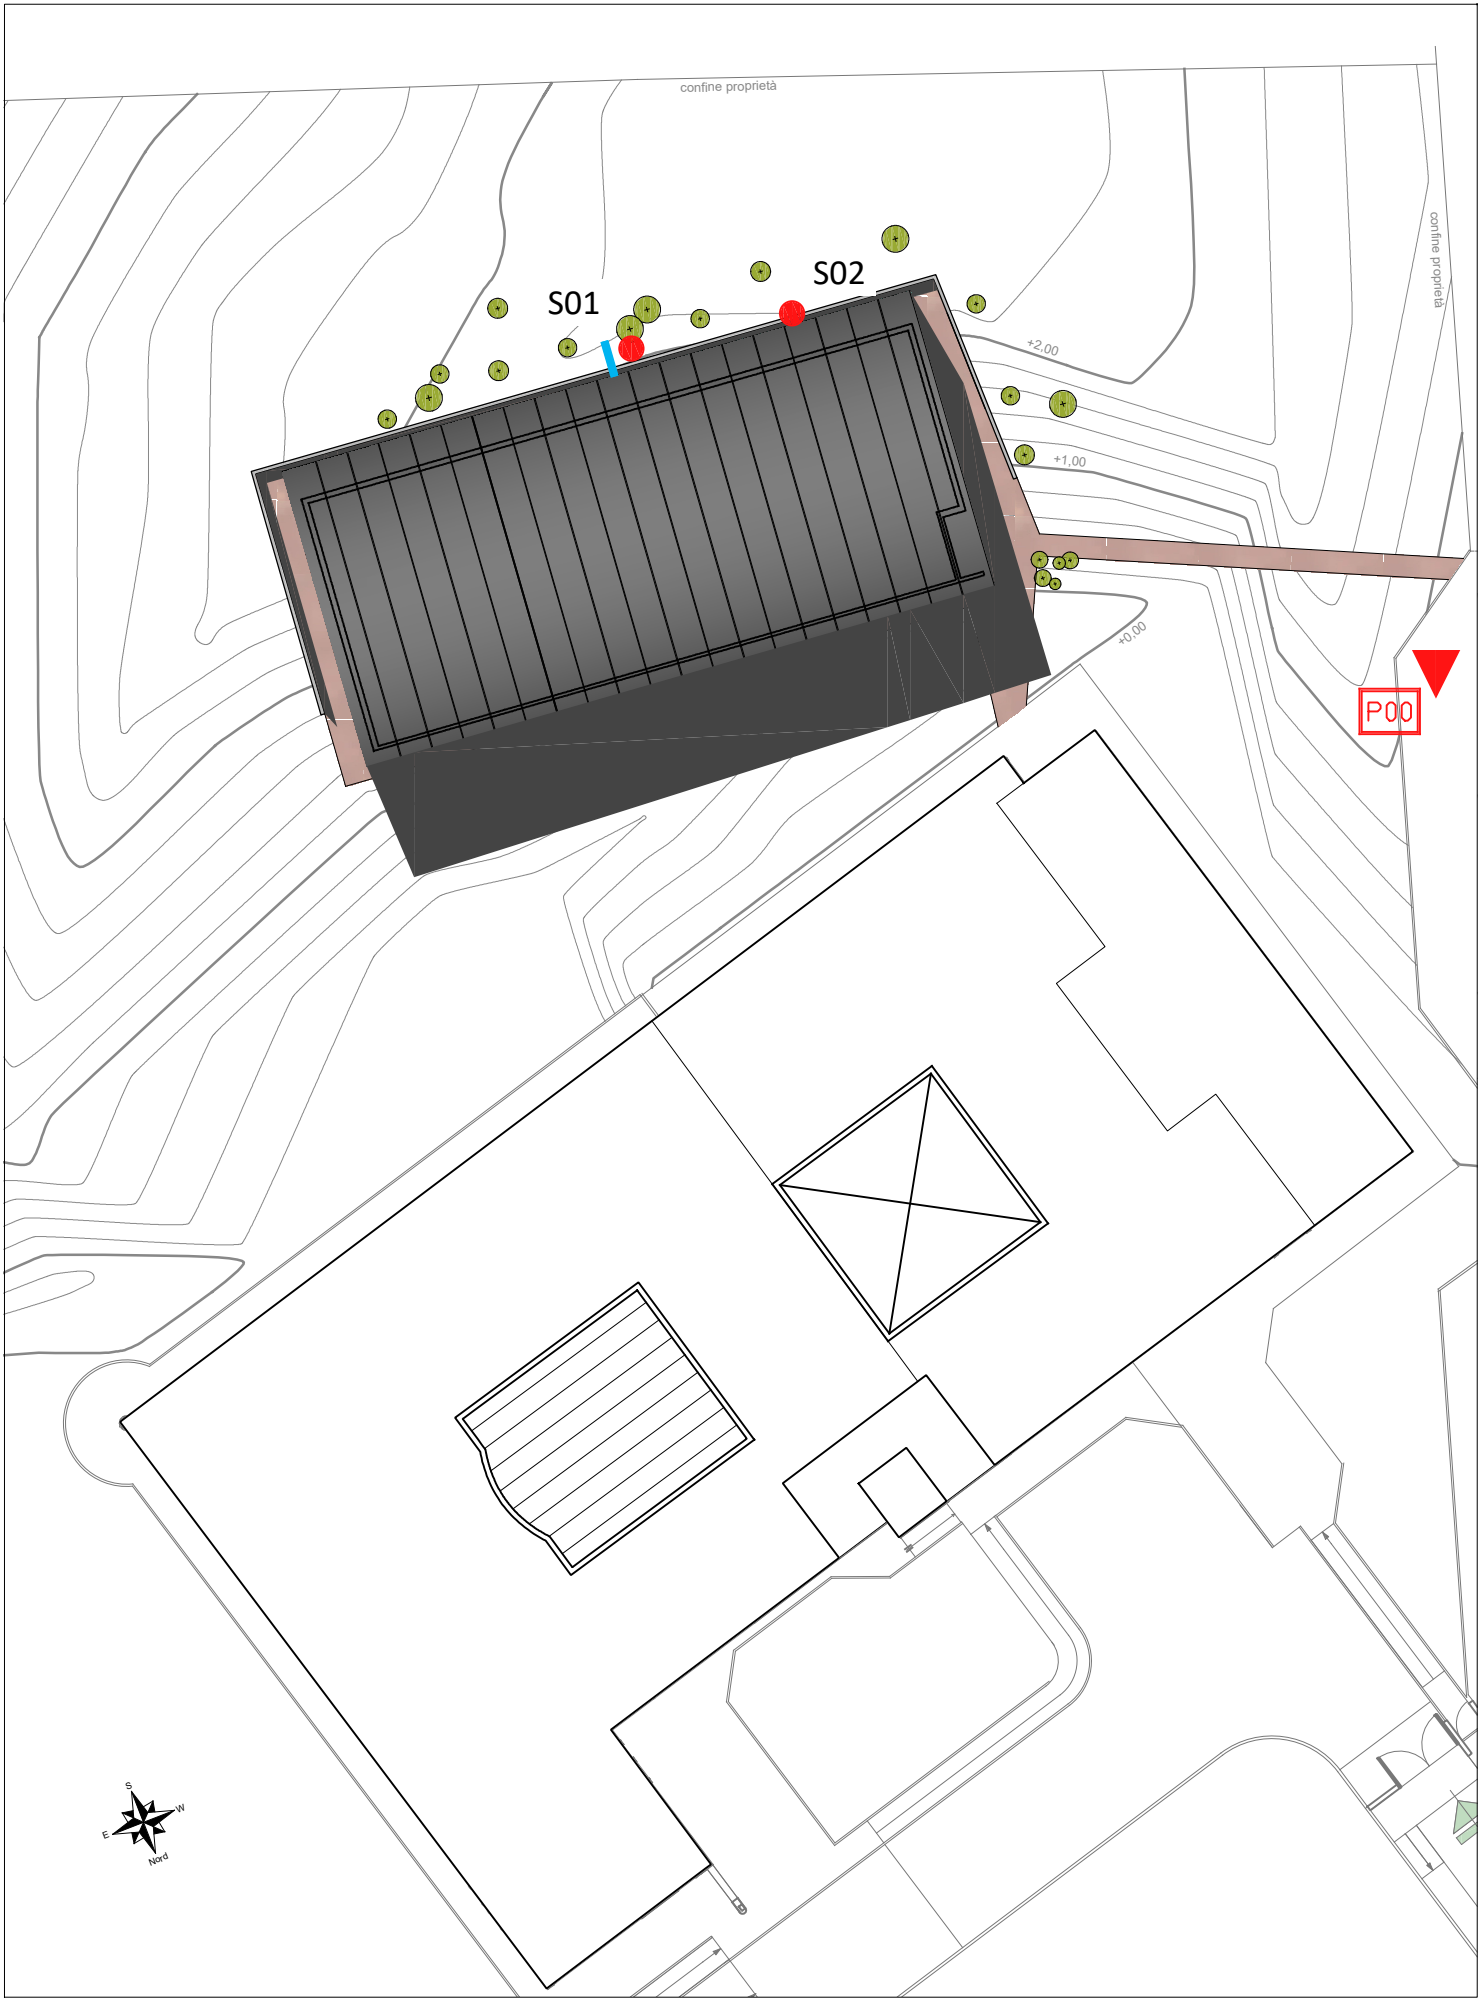 confine proprietà
confine proprietà
S02
S01
+2,00
+1,00
+0,00
P00
S
W
E
Nord